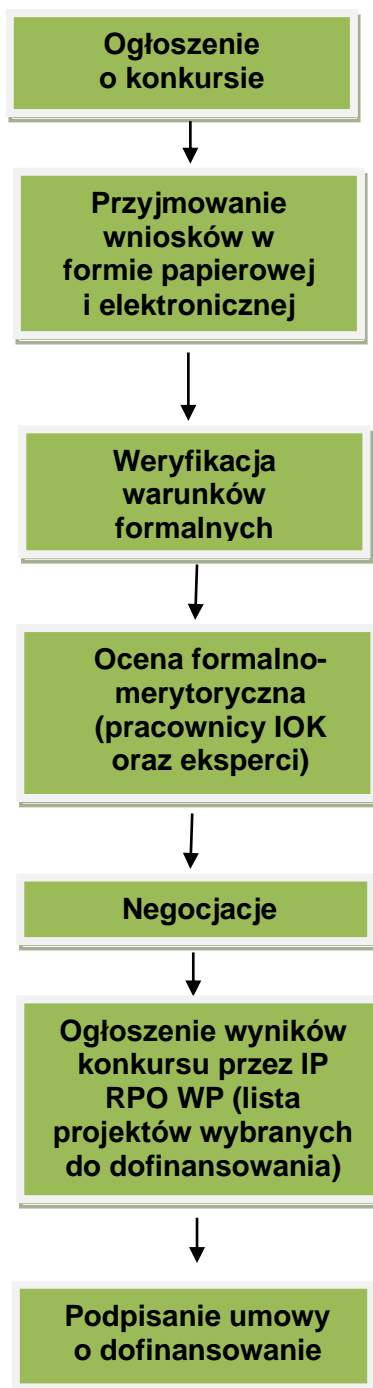 Ogłoszenie
o konkursie
Przyjmowanie
wniosków w
formie papierowej
i elektronicznej
Weryfikacja
warunków
formalnych
Ocena formalno-
merytoryczna
(pracownicy IOK
oraz eksperci)
Negocjacje
Ogłoszenie wyników
konkursu przez IP
RPO WP (lista
projektów wybranych
do dofinansowania)
Podpisanie umowy
o dofinansowanie